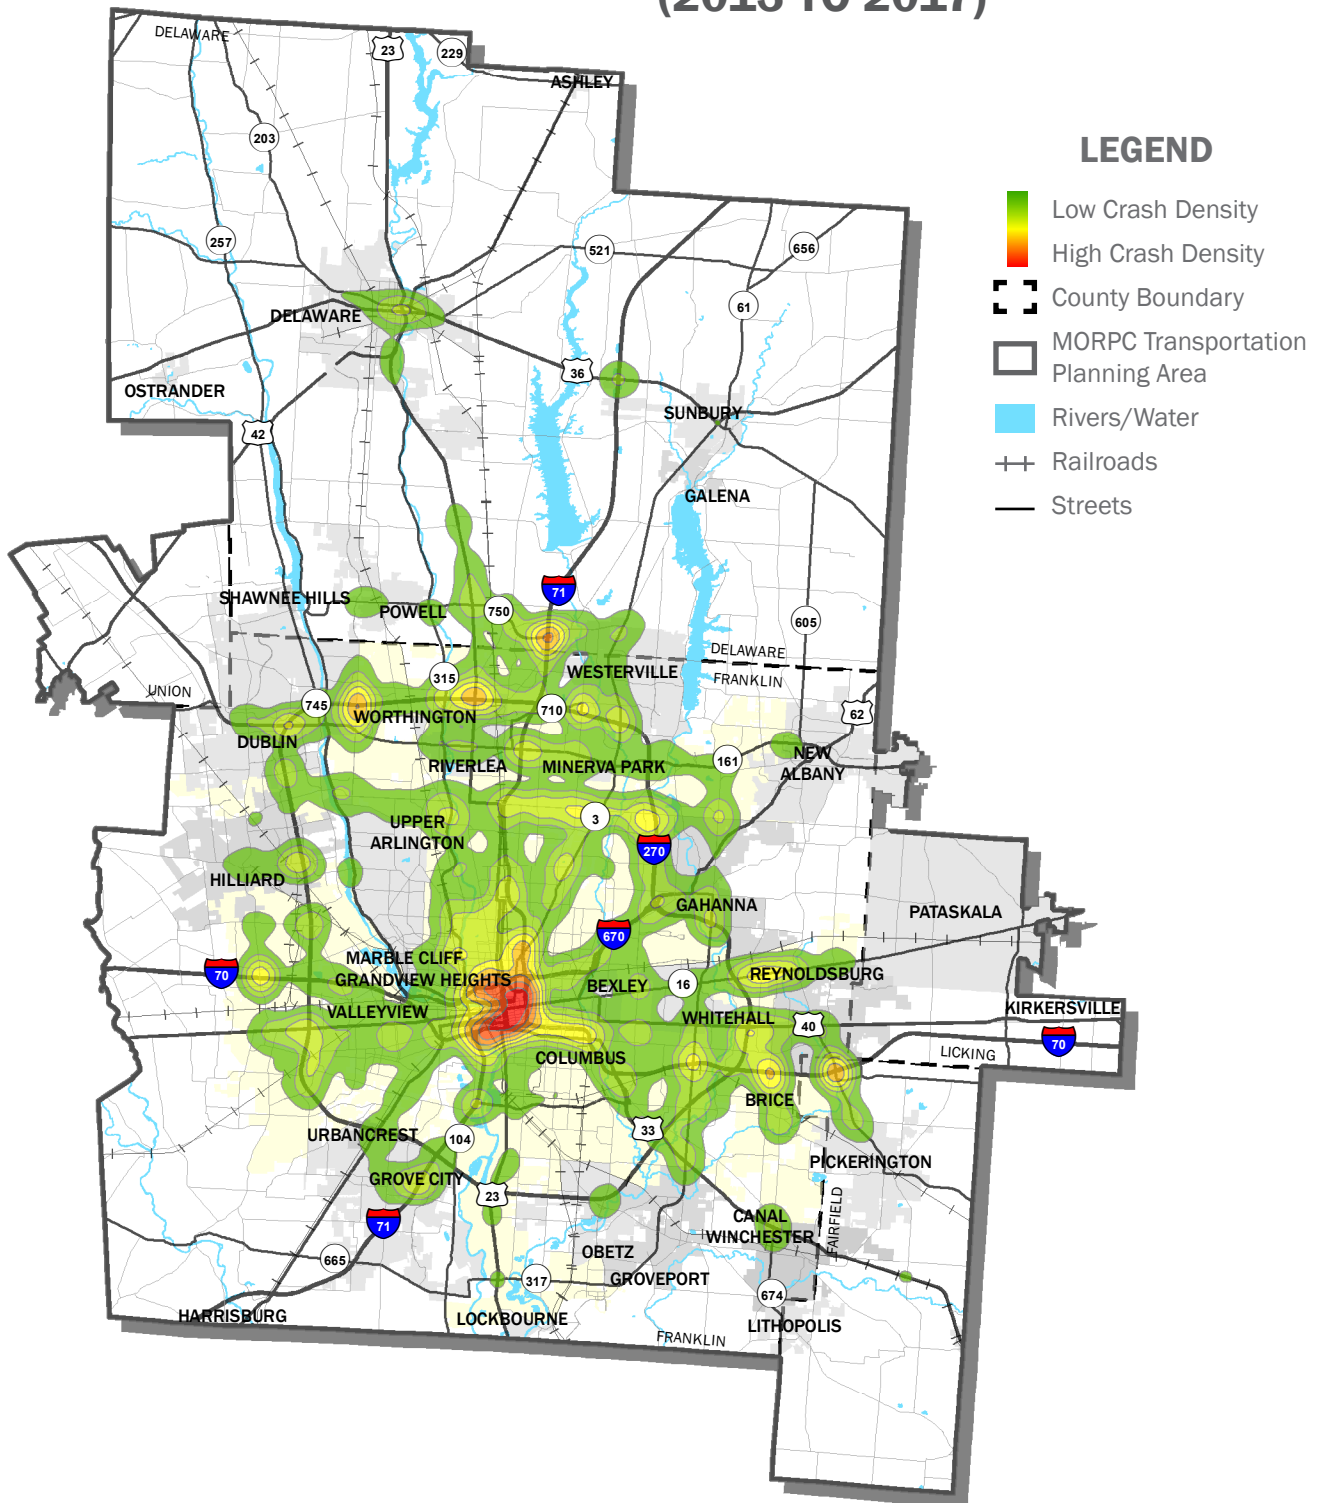 (2013 TO 2017)
LEGEND
Low Crash Density
High Crash Density
County Boundary
MORPC Transportation
Planning Area
Rivers/Water
Railroads
Streets
DELAWARE
23
229
ASHLEY
203
257
521
656
61
DELAWARE
36
OSTRANDER
SUNBURY
42
GALENA
71
SHAWNEE HILLS
POWELL
750
605
DELAWARE
FRANKLIN
WESTERVILLE
315
UNION
745
710
62
WORTHINGTON
DUBLIN
NEW
ALBANY
161
RIVERLEA
MINERVA PARK
3
UPPER
ARLINGTON
270
HILLIARD
GAHANNA
PATASKALA
670
MARBLE CLIFF
70
GRANDVIEW HEIGHTS
BEXLEY
16
REYNOLDSBURG
VALLEYVIEW
WHITEHALL
40
KIRKERSVILLE
70
LICKING
COLUMBUS
BRICE
URBANCREST
104
33
PICKERINGTON
GROVE CITY
23
71
CANAL
WINCHESTER
FAIRFIELD
OBETZ
665
317
GROVEPORT
674
HARRISBURG
LOCKBOURNE
LITHOPOLIS
FRANKLIN